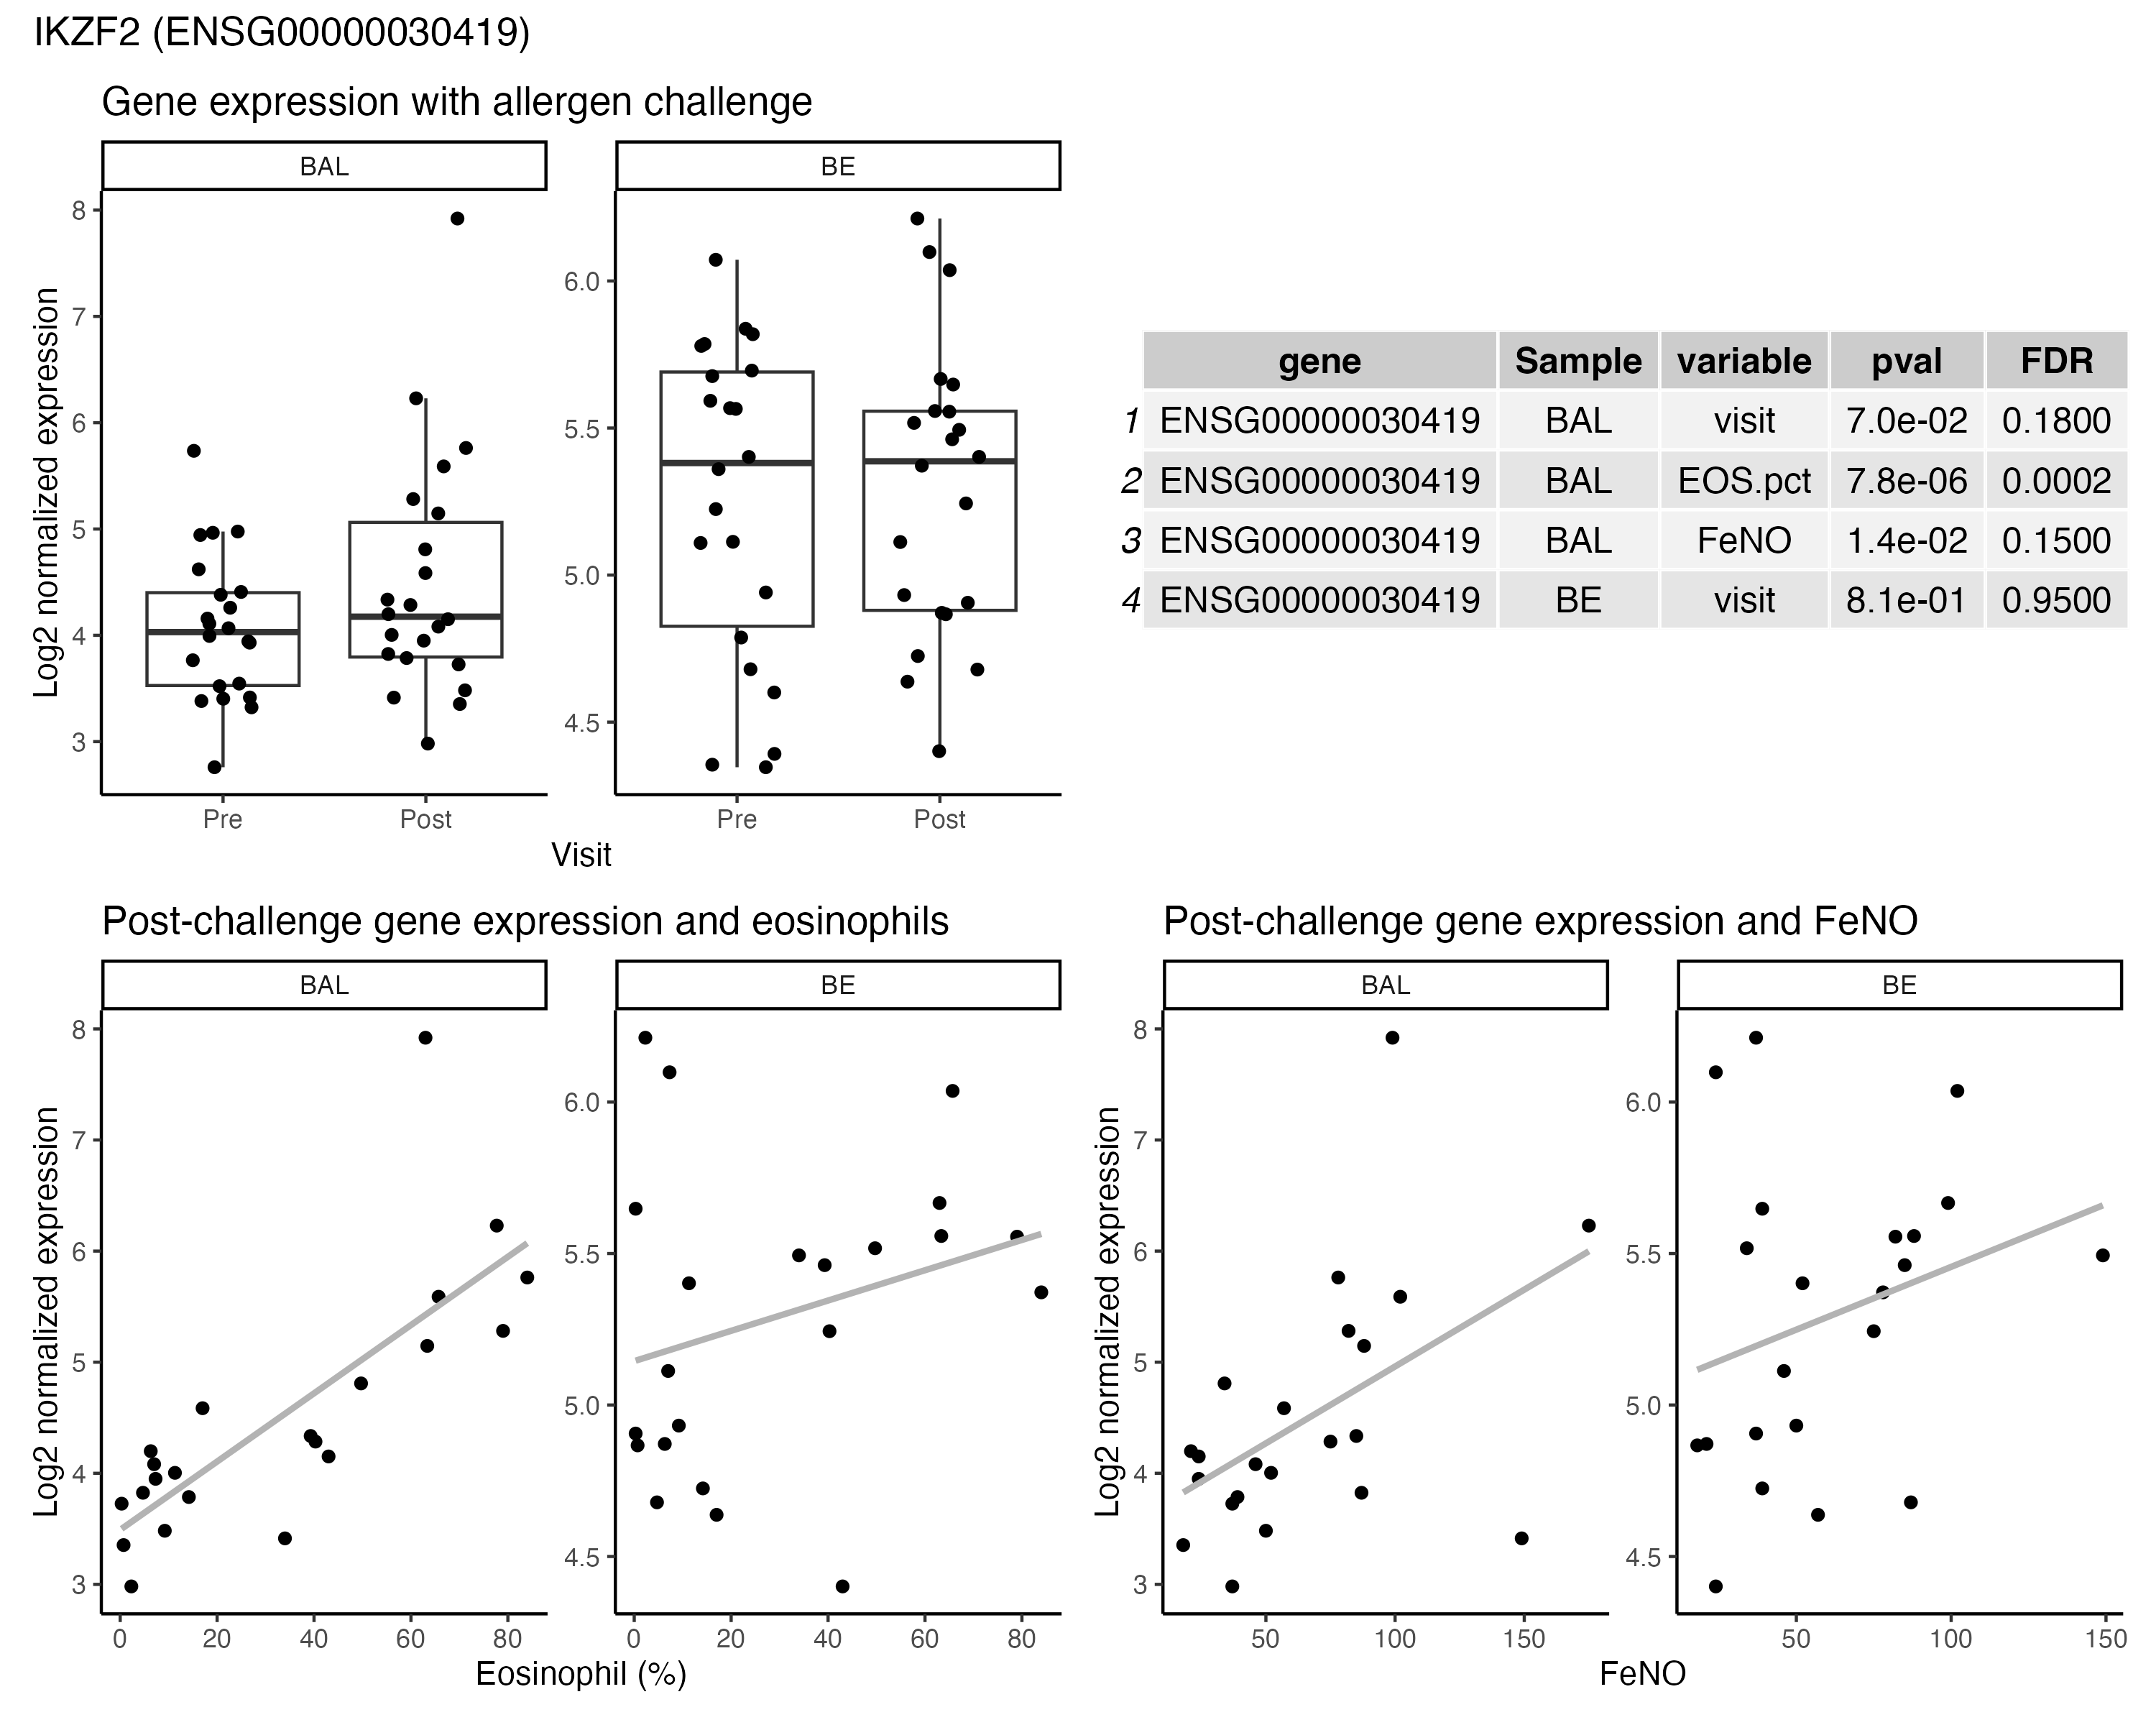 IKZF2 (ENSG00000030419)
Gene expression with allergen challenge
BAL BE
Log2 normalized expression
8
7
6
5
4
3
6.0
5.5
5.0
4.5
Pre Post Pre Post
Visit
gene Sample variable pval FDR
1 ENSG00000030419 BAL visit 7.0e-02 0.1800
2 ENSG00000030419 BAL EOS.pct 7.8e-06 0.0002
3 ENSG00000030419 BAL FeNO 1.4e-02 0.1500
4 ENSG00000030419 BE visit 8.1e-01 0.9500
Post-challenge gene expression and eosinophils
BAL BE
Log2 normalized expression
8
7
6
5
4
3
6.0
5.5
5.0
4.5
0 20 40 60 80 0 20 40 60 80
Eosinophil (%)
Post-challenge gene expression and FeNO
BAL BE
Log2 normalized expression
8
7
6
5
4
3
6.0
5.5
5.0
4.5
50 100 150 50 100 150
FeNO